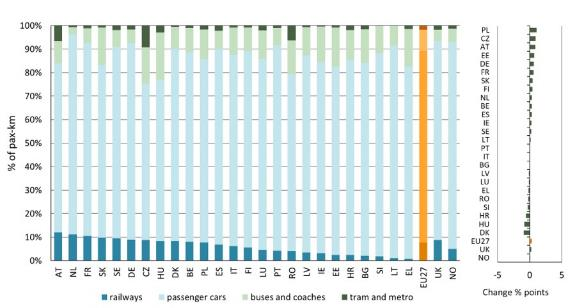 100%
90%
80%
70%
60%
50%
40%
30%
20%
10%
0%
% of pax-km
AT NL FR SK SE DE CZ HU DK BE PL ES IT FI LU PT RO LV IE EE HR BG SI LT EL EU27 UK NO
railways passenger cars buses and coaches tram and metro
PL
CZ
AT
EE
DE
FR
SK
FI
NL
BE
ES
IE
SE
LT
PT
IT
BG
LV
LU
EL
RO
SI
HR
HU
DK
EU27
UK
NO
-5 0 5
Change % points